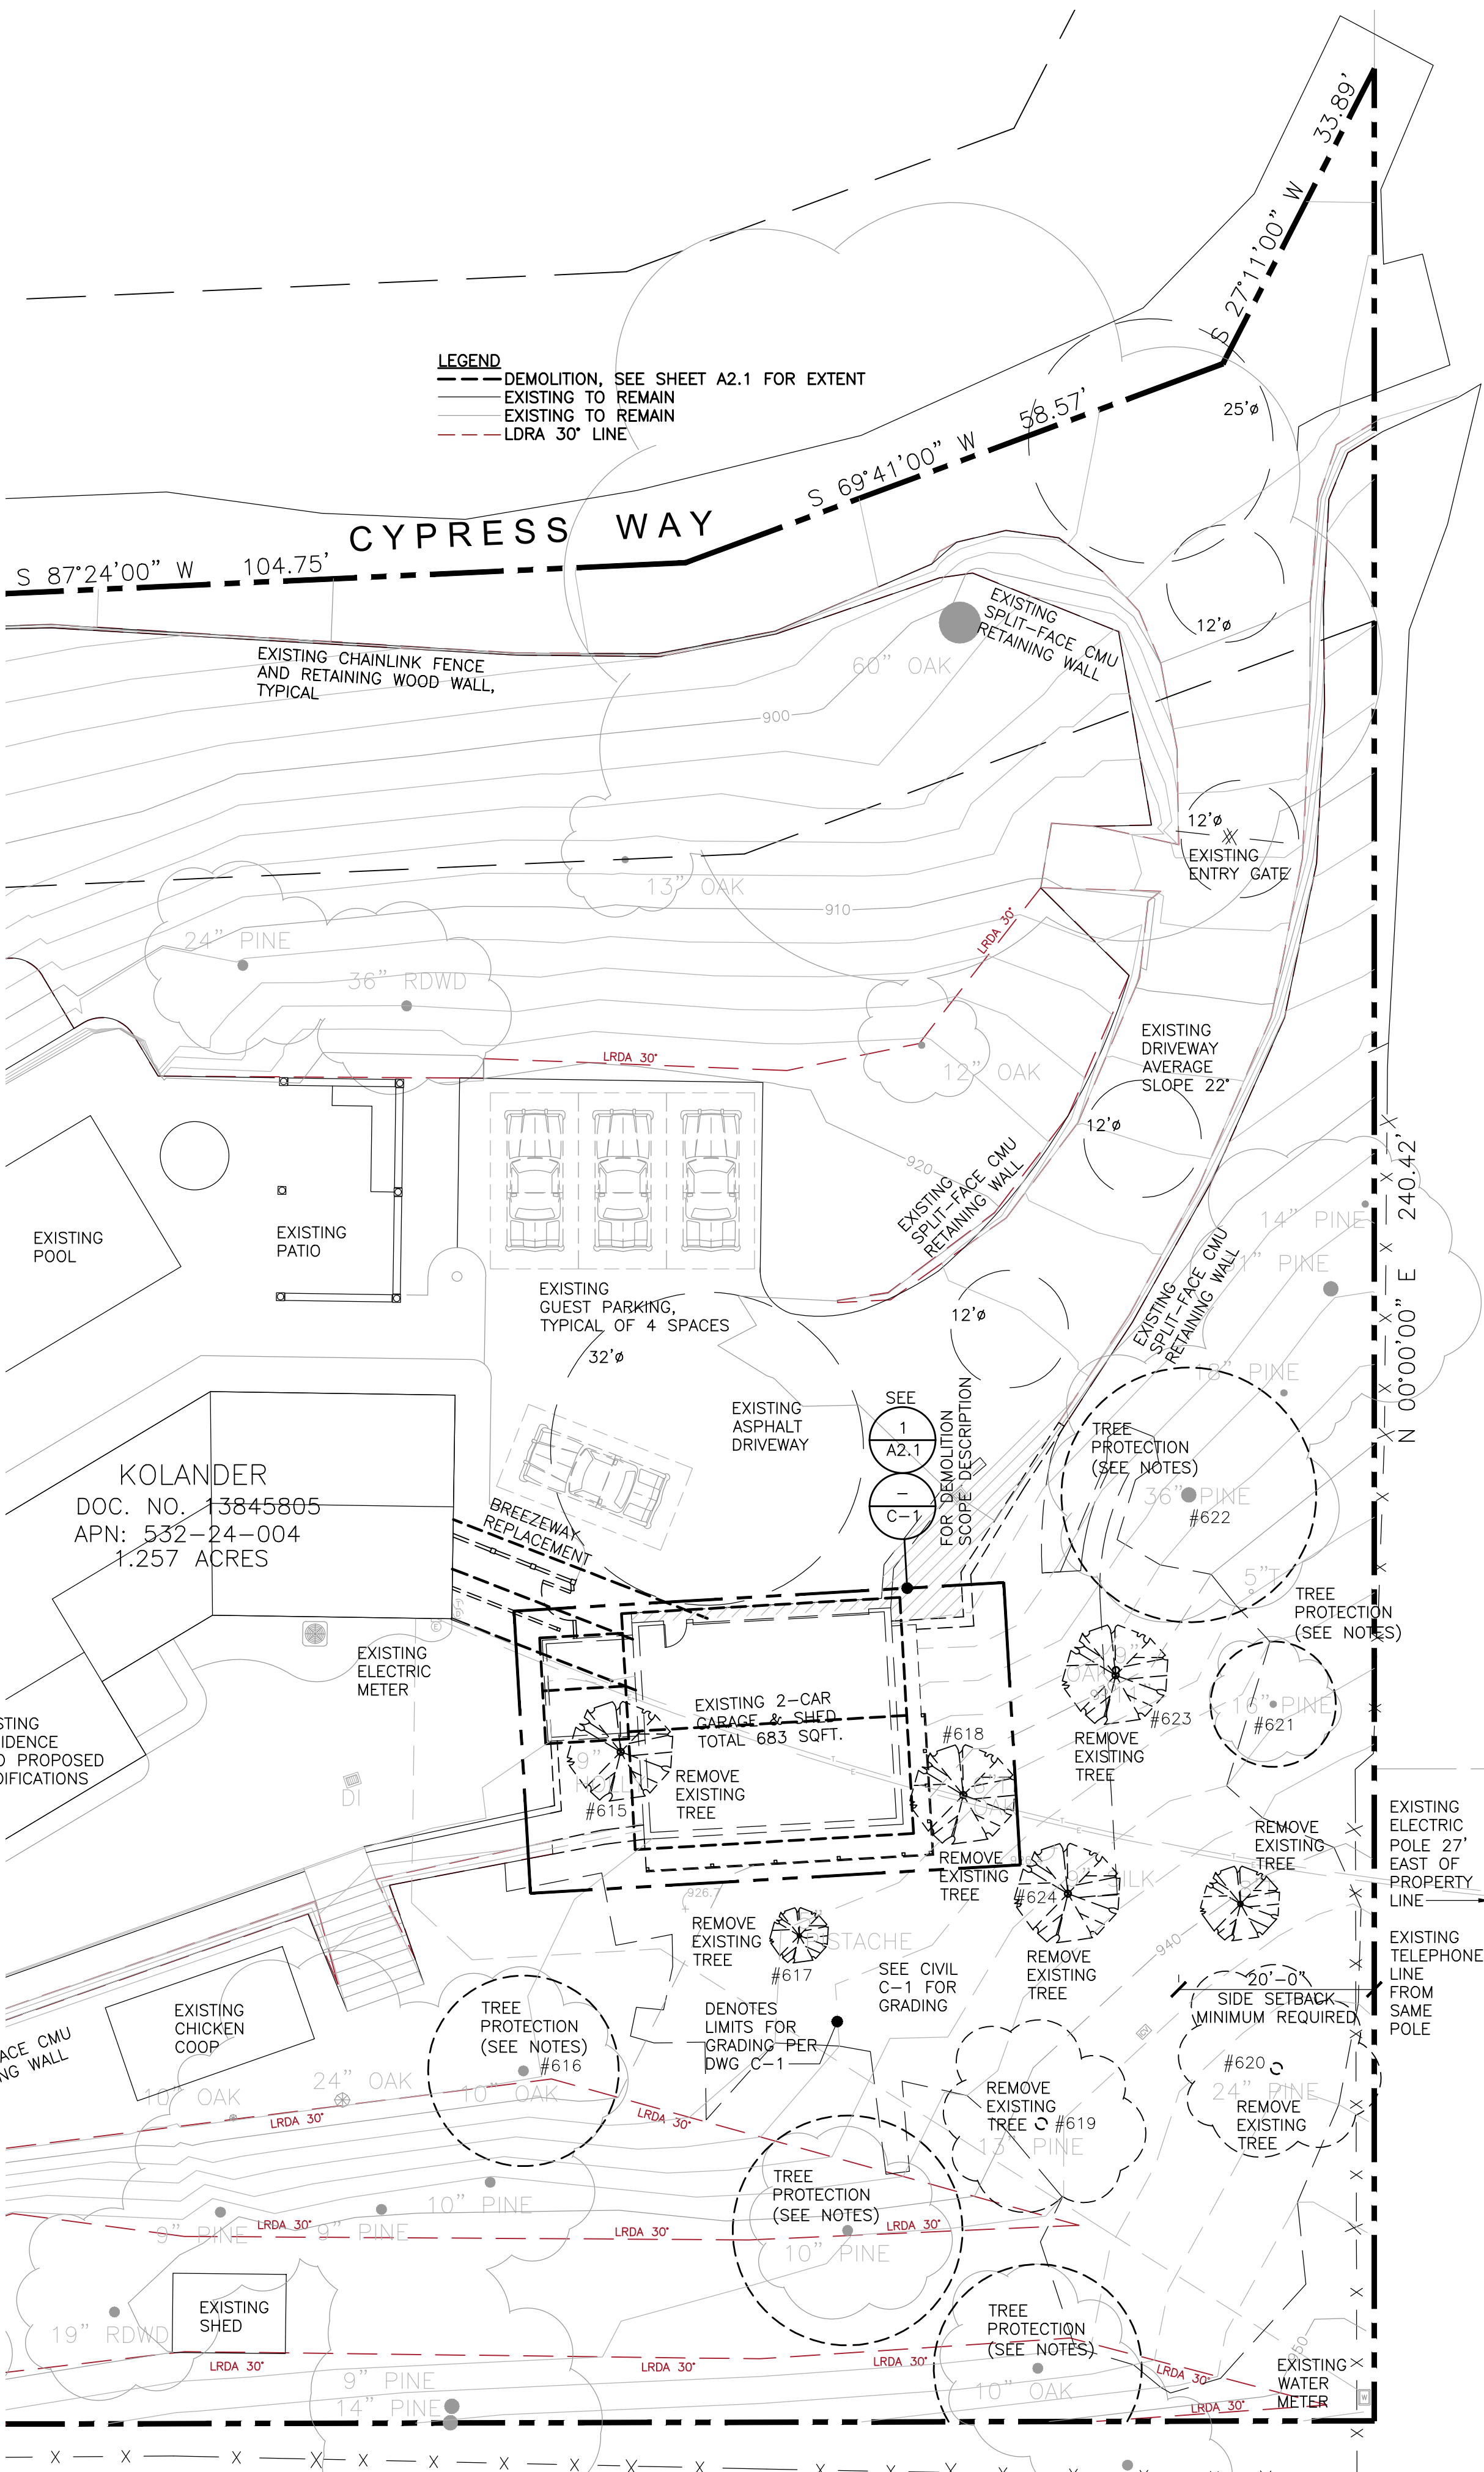 33.89'
S 27°11'00" W
LEGEND
DEMOLITION, SEE SHEET A2.1 FOR EXTENT
EXISTING TO REMAIN
EXISTING TO REMAIN
LDRA 30° LINE
25'ø
58.57'
S 69°41'00" W
CYPRESS WAY
S 87°24'00" W 104.75'
EXISTING
SPLIT-FACE CMU
RETAINING WALL
12'ø
60" OAK
EXISTING CHAINLINK FENCE
AND RETAINING WOOD WALL,
TYPICAL
900
12'ø
EXISTING
ENTRY GATE
13" OAK
910
LRDA 30°
24" PINE
36" RDWD
LRDA 30°
12" OAK
EXISTING
DRIVEWAY
AVERAGE
SLOPE 22°
12'ø
920
EXISTING
SPLIT-FACE CMU
RETAINING WALL
N 00°00'00" E 240.42'
14" PINE
EXISTING
POOL
EXISTING
PATIO
EXISTING
GUEST PARKING,
TYPICAL OF 4 SPACES
32'ø
12'ø
EXISTING
SPLIT-FACE CMU
RETAINING WALL
18" PINE
EXISTING
ASPHALT
DRIVEWAY
SEE
1
A2.1
–
C-1
FOR DEMOLITION
SCOPE DESCRIPTION
TREE
PROTECTION
(SEE NOTES)
36" PINE
#622
KOLANDER
DOC. NO. 13845805
APN: 532-24-004
1.257 ACRES
BREEZEWAY
REPLACEMENT
5"T
TREE
PROTECTION
(SEE NOTES)
EXISTING
ELECTRIC
METER
EXISTING 2-CAR
GARAGE & SHED
TOTAL 683 SQFT.
#618
#623
REMOVE
EXISTING
TREE
16" PINE
#621
STING
IDENCE
O PROPOSED
DIFICATIONS
DI
9"
#615
REMOVE
EXISTING
TREE
REMOVE
EXISTING
TREE
#624
REMOVE
EXISTING
TREE
REMOVE
EXISTING
TREE
EXISTING
ELECTRIC
POLE 27'
EAST OF
PROPERTY
LINE
926.7
REMOVE
EXISTING
TREE
#617
SEE CIVIL
C-1 FOR
GRADING
940
EXISTING
TELEPHONE
LINE
FROM
SAME
POLE
20'-0"
SIDE SETBACK
MINIMUM REQUIRED
EXISTING
CHICKEN
COOP
TREE
PROTECTION
(SEE NOTES)
#616
DENOTES
LIMITS FOR
GRADING PER
DWG C-1
ACE CMU
NG WALL
10" OAK
24" OAK
10" OAK
LRDA 30°
LRDA 30°
REMOVE
EXISTING
TREE
#619
13" PINE
#620
24" PINE
REMOVE
EXISTING
TREE
TREE
PROTECTION
(SEE NOTES)
10" PINE
10" PINE
9" PINE
9" PINE
LRDA 30°
LRDA 30°
LRDA 30°
19" RDWD
EXISTING
SHED
TREE
PROTECTION
(SEE NOTES)
LRDA 30°
LRDA 30°
LRDA 30°
LRDA 30°
LRDA 30°
950
9" PINE
14" PINE
10" OAK
EXISTING
WATER
METER
W